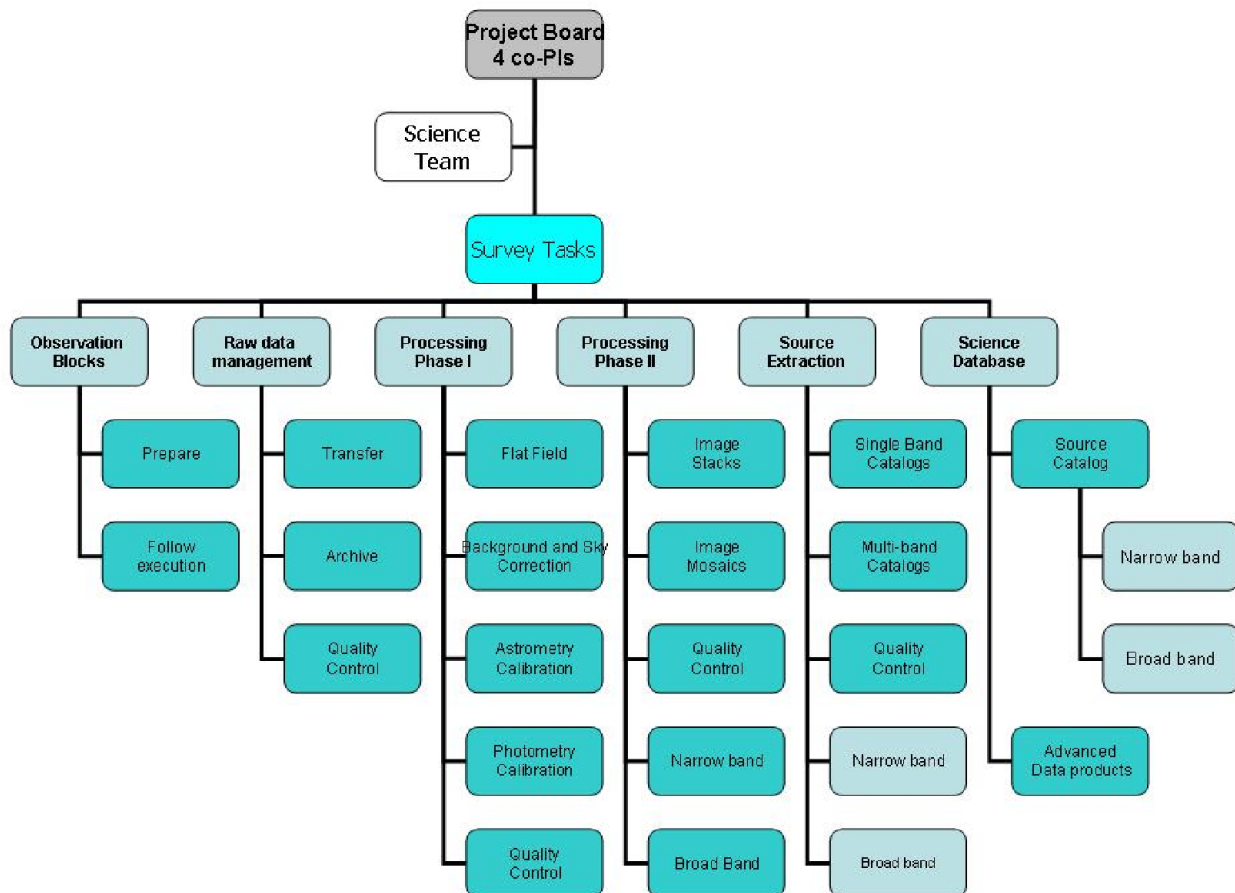 Project Board
4 co-PIs
Science
Team
Survey Tasks
Observation
Blocks
Raw data
management
Processing
Phase I
Processing
Phase II
Source
Extraction
Science
Database
Prepare
Transfer
Flat Field
Image
Stacks
Single Band
Catalogs
Source
Catalog
Follow
execution
Archive
Background and Sky
Correction
Image
Mosaics
Multi-band
Catalogs
Narrow band
Quality
Control
Astrometry
Calibration
Quality
Control
Quality
Control
Broad band
Photometry
Calibration
Narrow band
Narrow band
Advanced
Data products
Quality
Control
Broad Band
Broad band